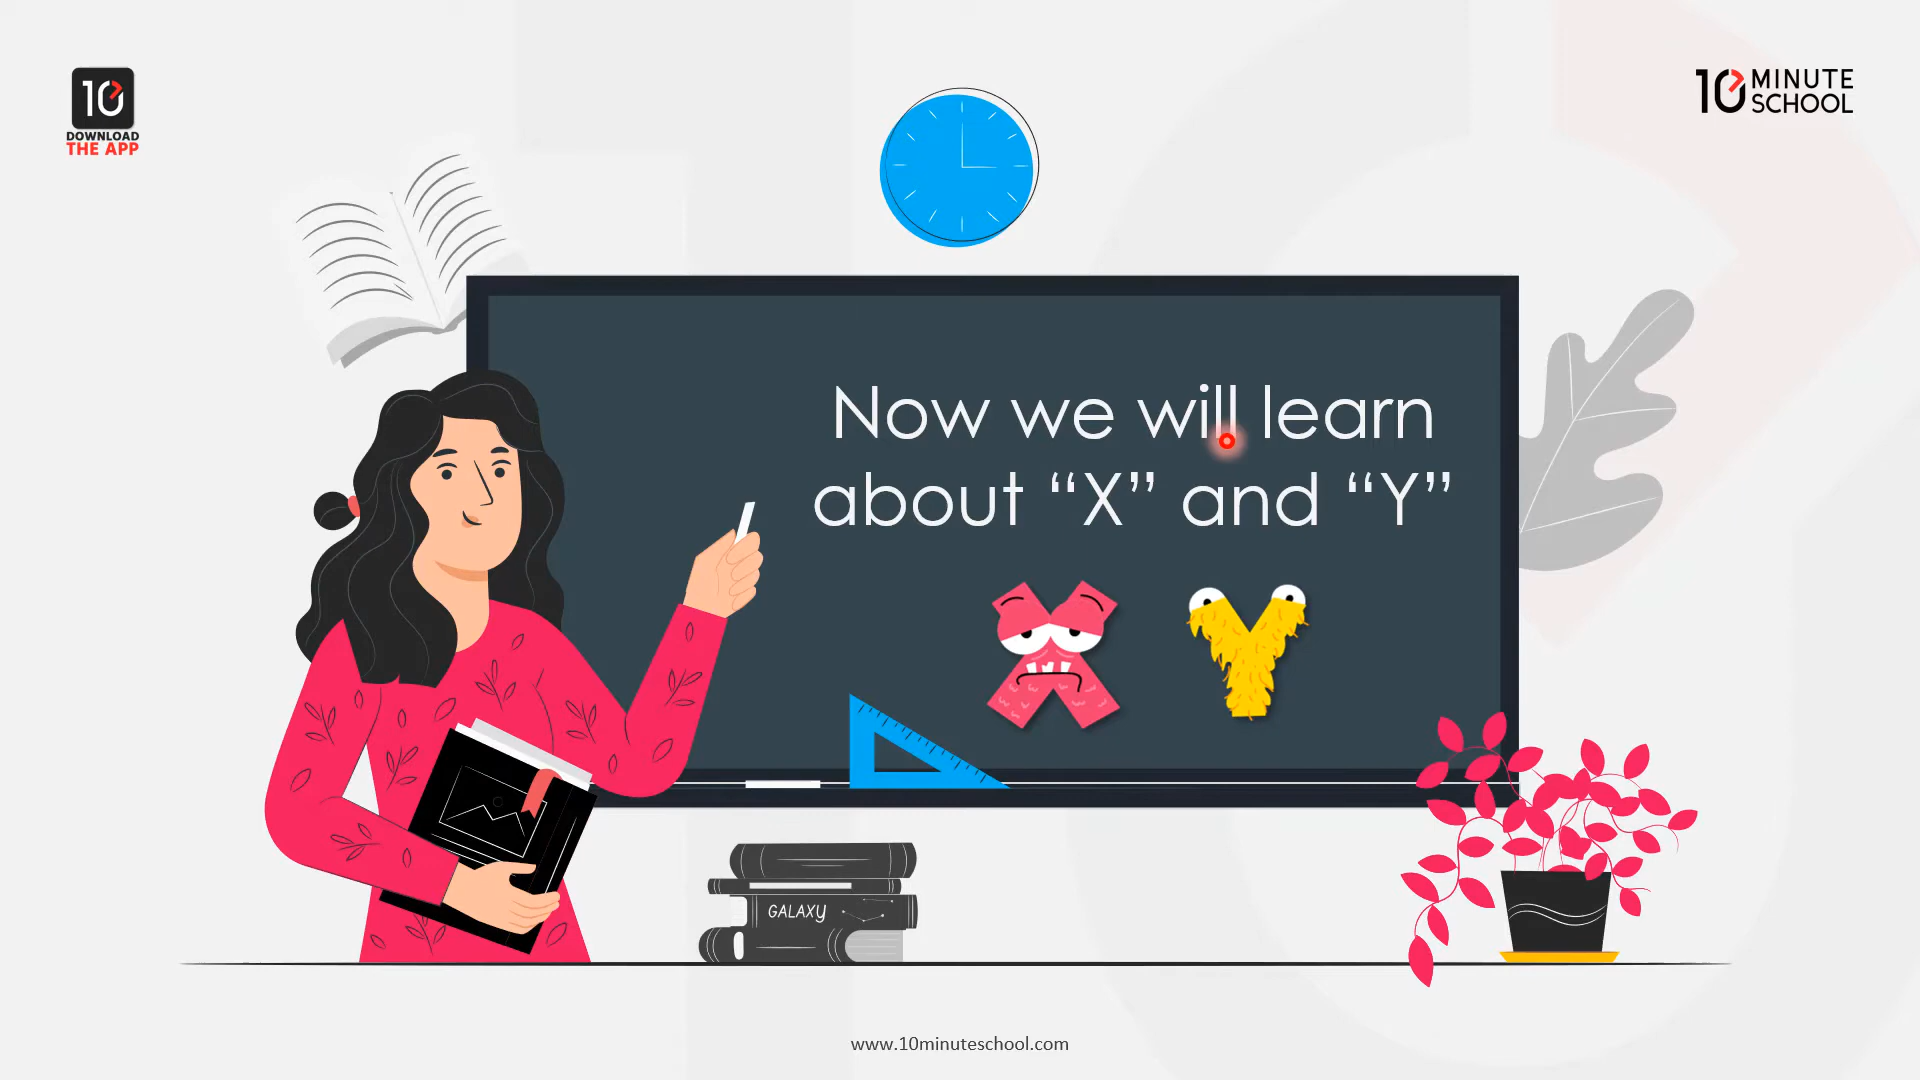 10
DOWNLOAD
THE APP
10 MINUTE
SCHOOL
Now we will learn
about “X” and “Y”
X Y
GALAXY
www.10minuteschool.com